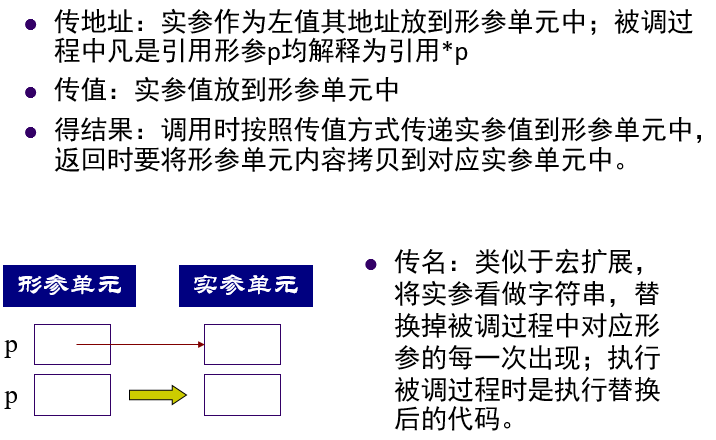 传地址：实参作为左值其地址放到形参单元中；被调过
程中凡是引用形参p均解释为引用*p
传值：实参值放到形参单元中
得结果：调用时按照传值方式传递实参值到形参单元中，
返回时要将形参单元内容拷贝到对应实参单元中。
形参单元
实参单元
p
p
传名：类似于宏扩展，
将实参看做字符串，替
换掉被调过程中对应形
参的每一次出现；执行
被调过程时是执行替换
后的代码。